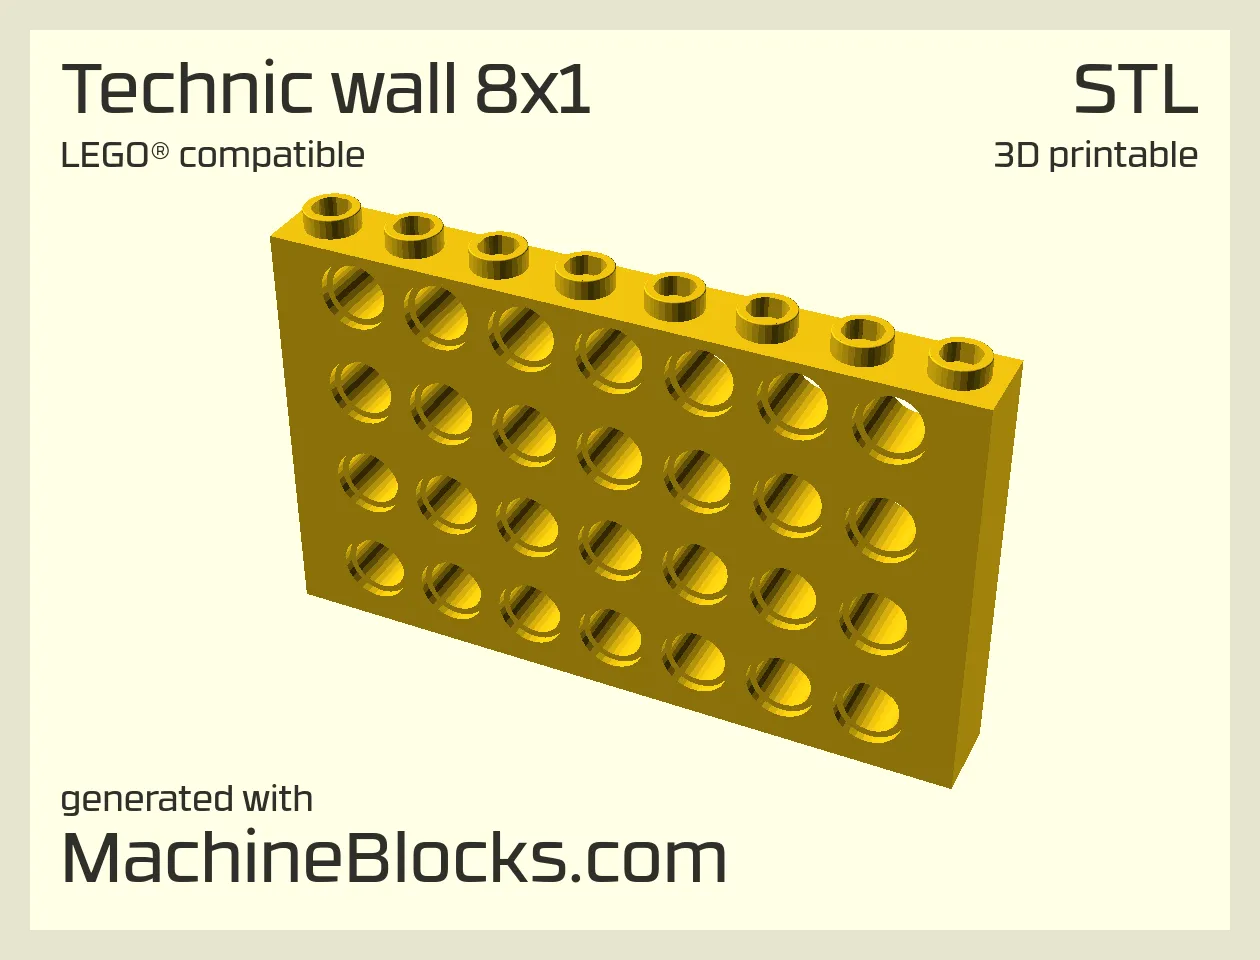 Technic wall 8x1
LEGO® compatible
STL
3D printable
generated with
MachineBlocks.com